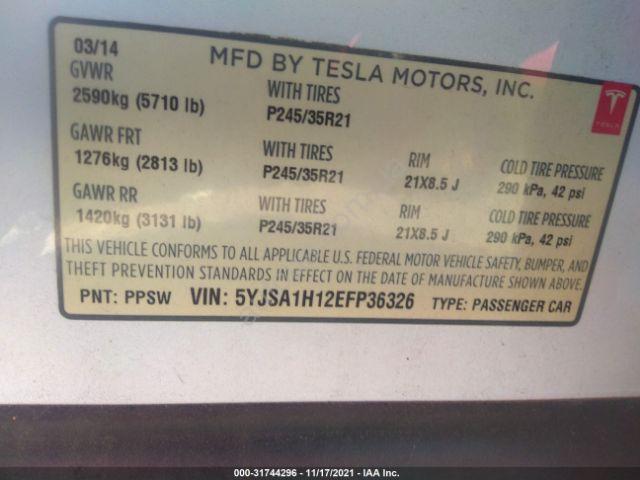 03/14
MFD BY TESLA MOTORS, INC.
TESLA
GVWR
2590kg (5710 lb)
WITH TIRES
P245/35R21
GAWR FRT
1276kg (2813 lb)
WITH TIRES
P245/35R21
RIM
21X8.5 J
COLD TIRE PRESSURE
290 kPa, 42 psi
GAWR RR
1420kg (3131 lb)
WITH TIRES
P245/35R21
RIM
21X8.5 J
COLD TIRE PRESSURE
290 kPa, 42 psi
THIS VEHICLE CONFORMS TO ALL APPLICABLE U.S. FEDERAL MOTOR VEHICLE SAFETY, BUMPER, AND
THEFT PREVENTION STANDARDS IN EFFECT ON THE DATE OF MANUFACTURE SHOWN ABOVE.
PNT: PPSW VIN: 5YJSA1H12EFP36326 TYPE: PASSENGER CAR
000-31744296 - 11/17/2021 - IAA Inc.